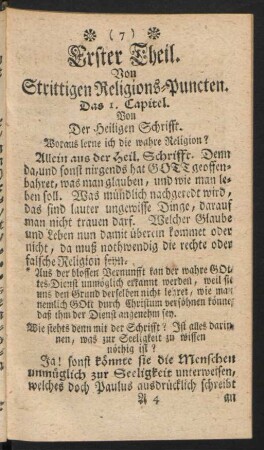 ❋ (7) ❋
Erster Theil.
Von
Strittigen Religions-Puncten.
Das 1. Capitel.
Von
Der Heiligen Schrifft.
Woraus lerne ich die wahre Religion?
Allein aus der Heil. Schrifft. Denn
da, und sonst nirgends hat GOTT geoffen-
bahret, was man glauben, und wie man le-
ben soll. Was mündlich nachgeredt wird,
das sind lauter ungewisse Dinge, darauf
man nicht trauen darf. Welcher Glaube
und Leben nun damit überein kommet oder
nicht, da muß nothwendig die rechte oder
falsche Religion seyn.
* Aus der blossen Vernunfft kan der wahre GOt-
tes-Dienst unmöglich erkannt werden, weil sie
uns den Grund derselben nicht lehret, wie man
nemlich GOtt durch Christum versöhnen könne,
daß ihm der Dienst angenehm sey.
Wie stehts denn mit der Schrifft? Ist alles darin-
nen, was zur Seeligkeit zu wissen
nöthig ist?
Ja! sonst könnte sie die Menschen
unmüglich zur Seeligkeit unterweisen,
welches doch Paulus ausdrücklich schreibt
A 4 an